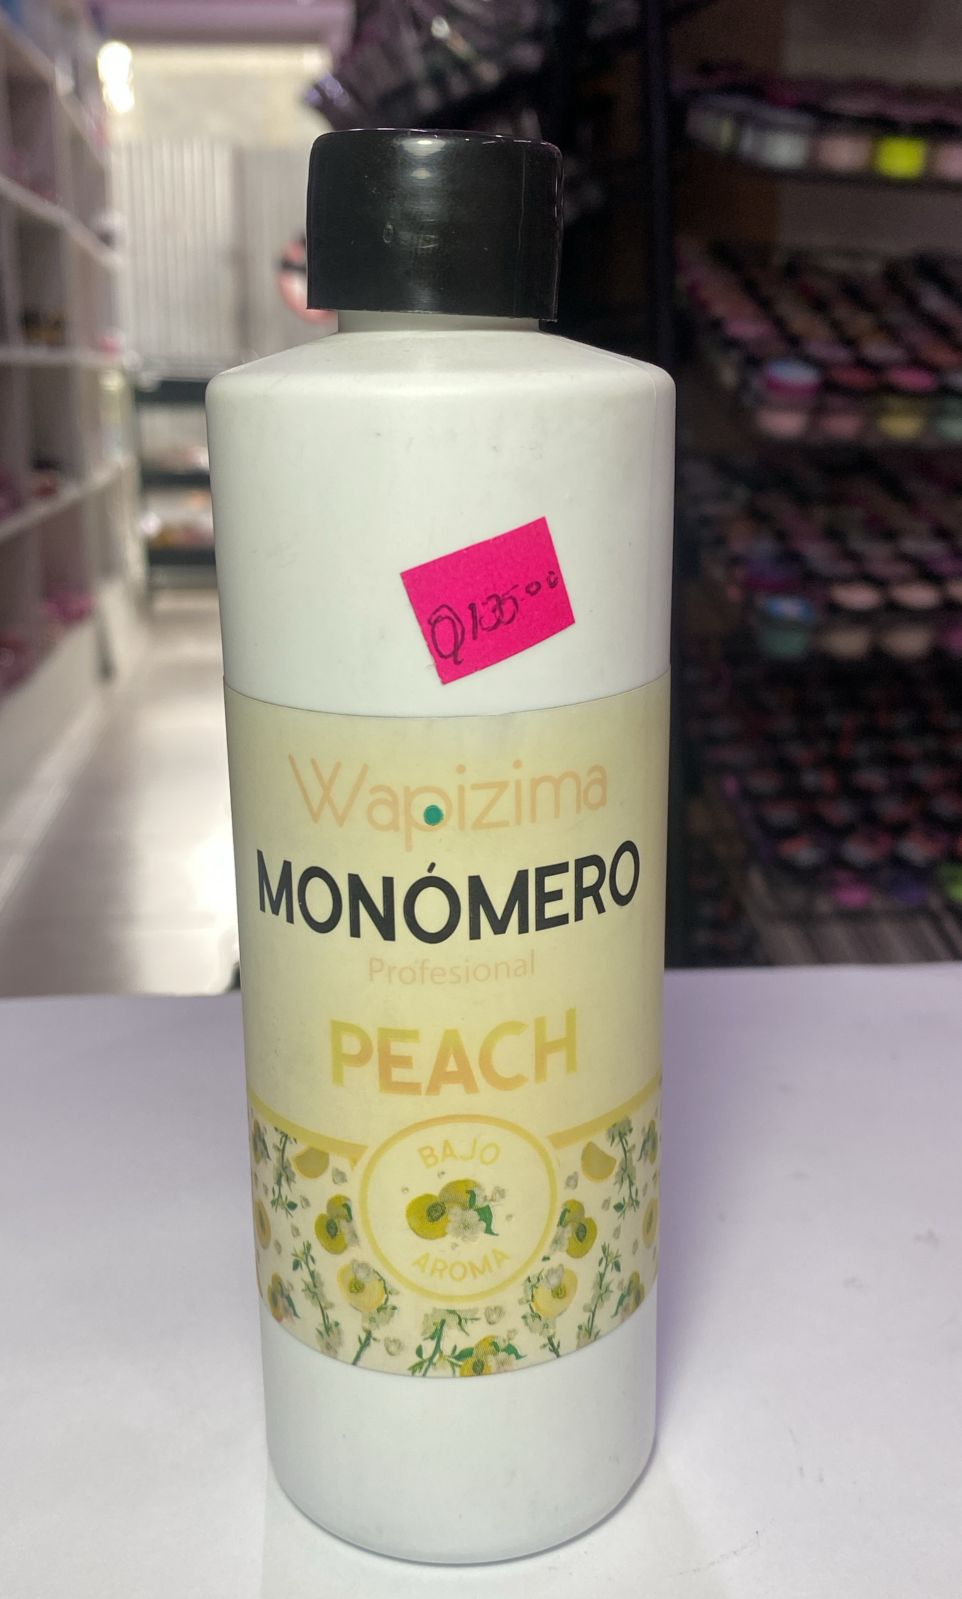 Q135.00
Wapizima
MONÓMERO
Profesional
PEACH
BAJO
AROMA